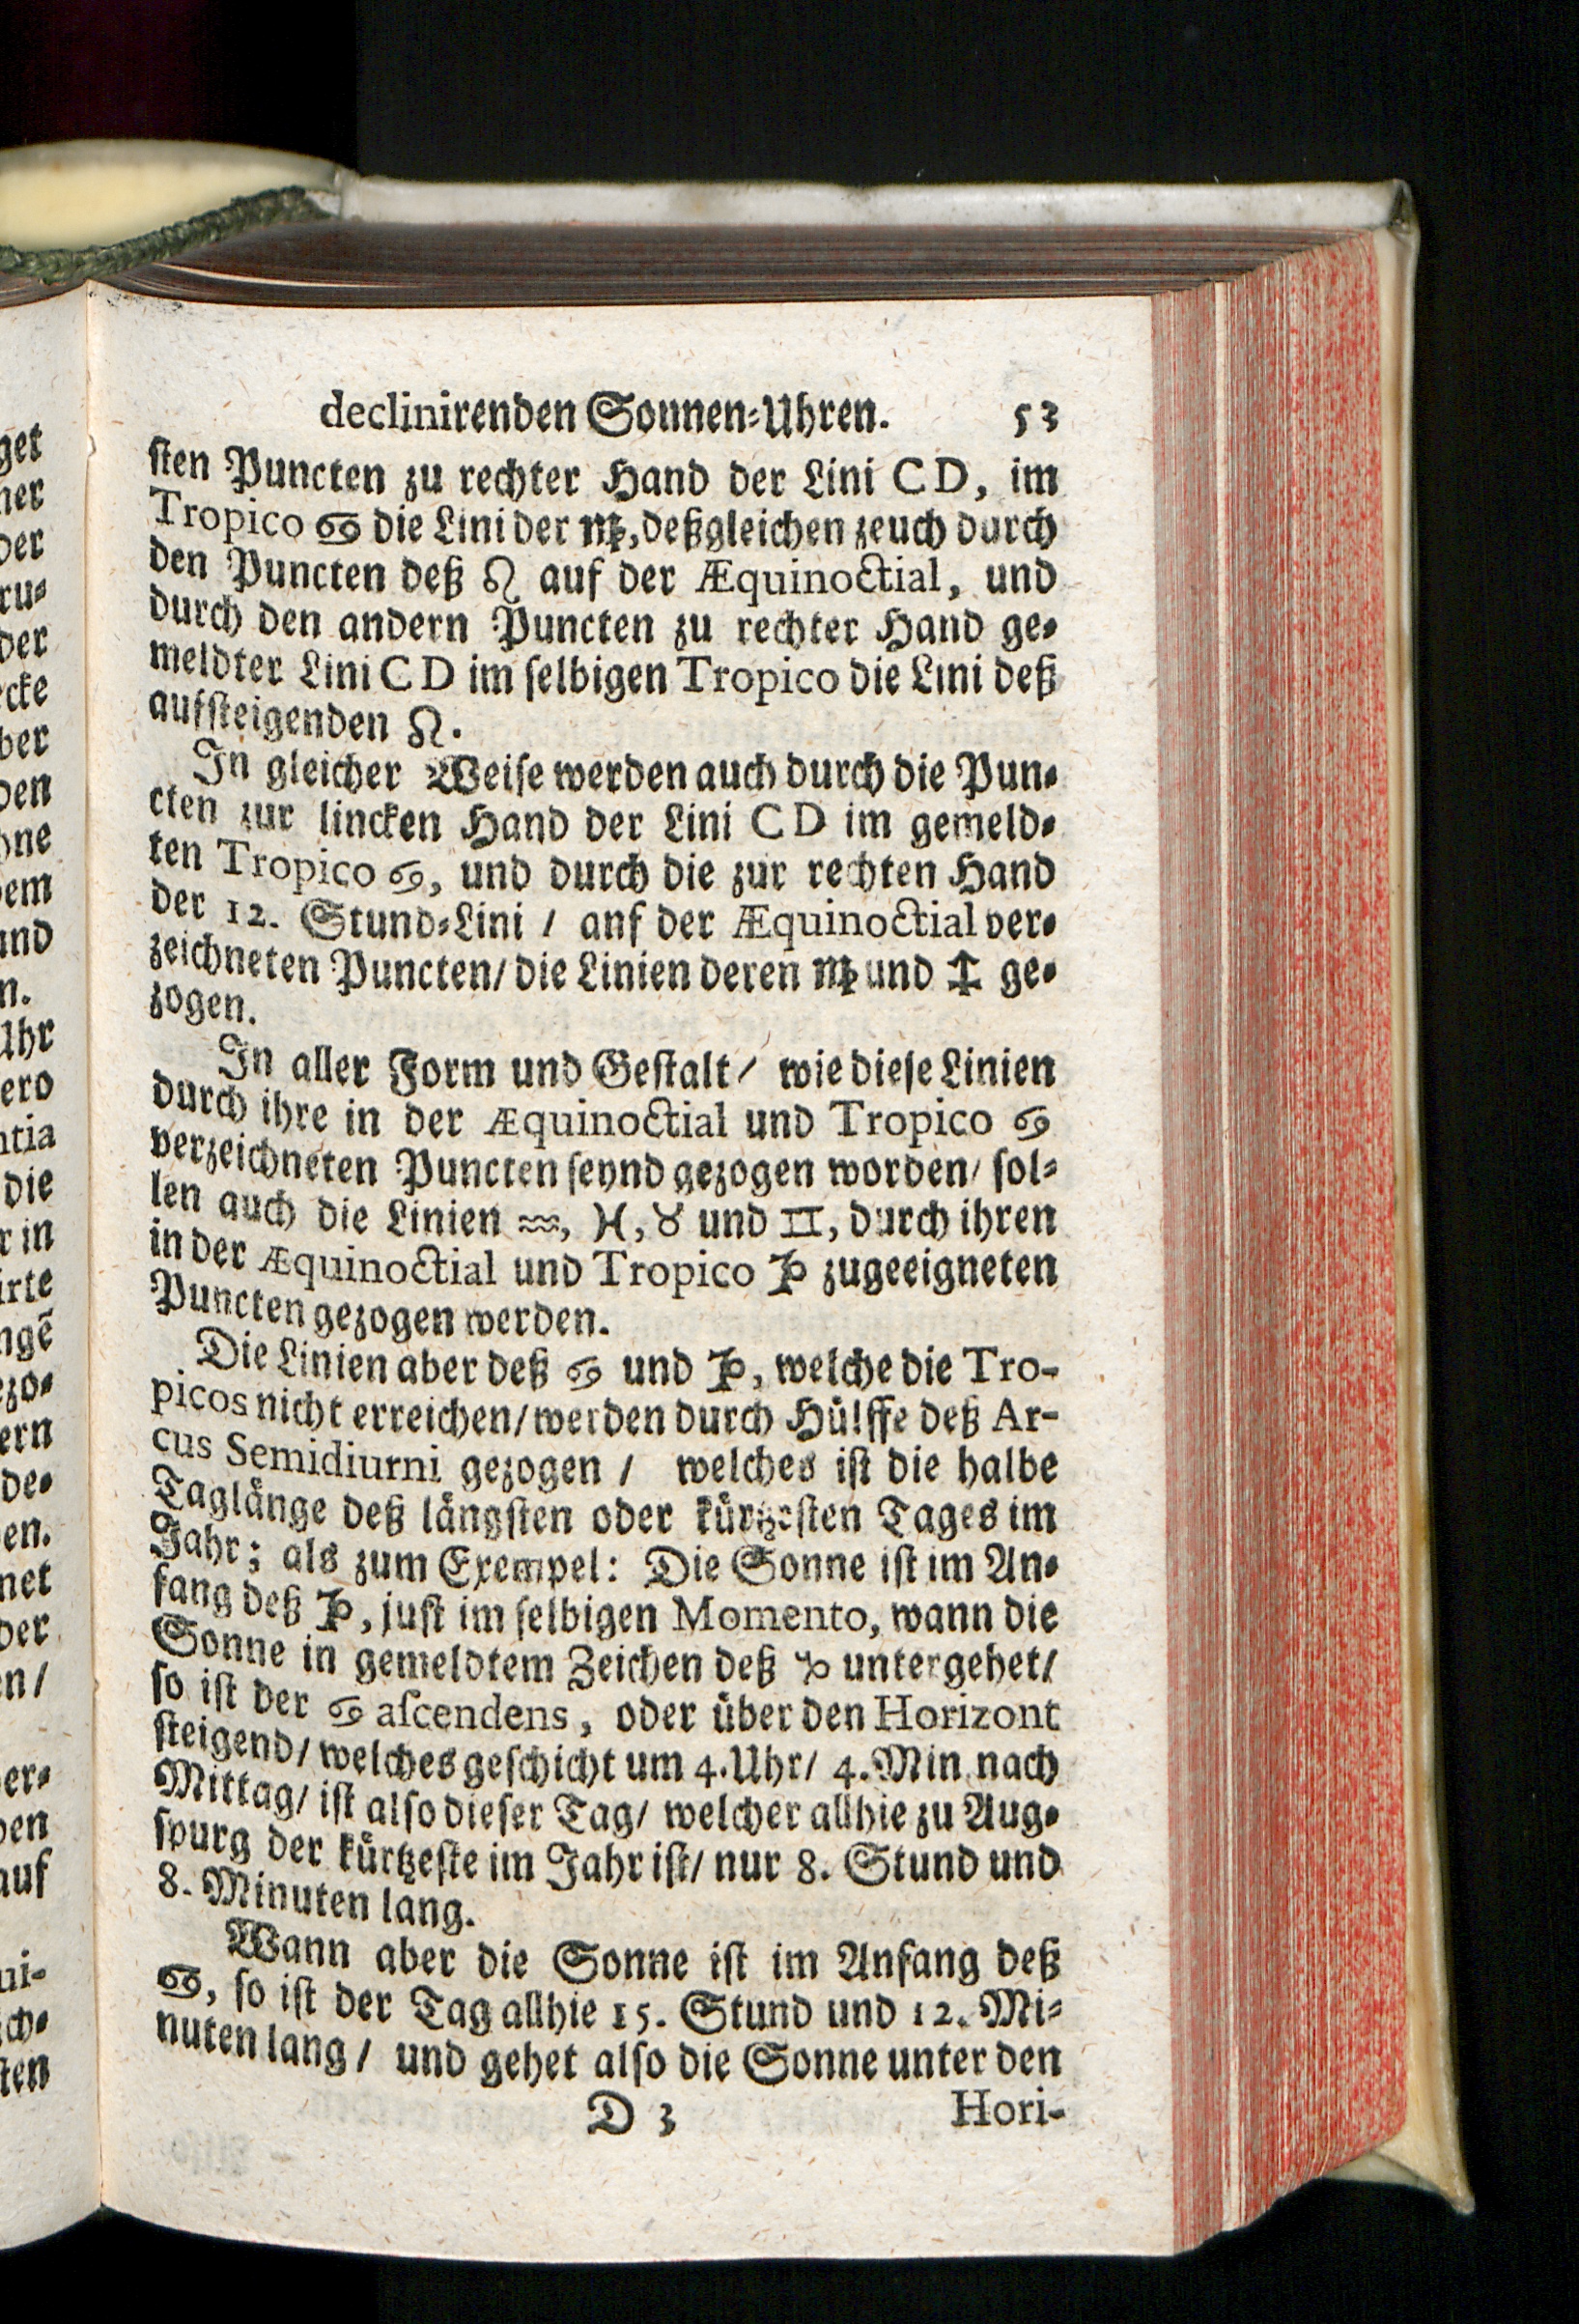 declinirenden Sonnen-Uhren. 53
sten Puncten zu rechter Hand der Lini CD, im
Tropico ♋ die Lini der ♍, deßgleichen zeuch durch
den Puncten deß ♌ auf der Æquinoctial, und
durch den andern Puncten zu rechter Hand ge-
meldter Lini CD im selbigen Tropico die Lini deß
aufsteigenden ♌.
In gleicher Weise werden auch durch die Pun-
cten zur lincken Hand der Lini CD im gemeld-
ten Tropico ♋, und durch die zur rechten Hand
der 12. Stund-Lini / anf der Æquinoctial ver-
zeichneten Puncten/ die Linien deren ♍ und ♐ ge-
zogen.
In aller Form und Gestalt / wie diese Linien
durch ihre in der Æquinoctial und Tropico ♋
verzeichneten Puncten seynd gezogen worden/ sol-
len auch die Linien ♒, ♓, ♉ und ♊, durch ihren
in der Æquinoctial und Tropico ♑ zugeeigneten
Puncten gezogen werden.
Die Linien aber deß ♋ und ♑, welche die Tro-
picos nicht erreichen/ werden durch Hülffe deß Ar-
cus Semidiurni gezogen / welches ist die halbe
Taglänge deß längsten oder kürtzesten Tages im
Jahr; als zum Exempel: Die Sonne ist im An-
fang deß ♑, just im selbigen Momento, wann die
Sonne in gemeldtem Zeichen deß ♑ untergehet/
so ist der ♋ ascendens, oder über den Horizont
steigend/ welches geschicht um 4. Uhr/ 4. Min. nach
Mittag/ ist also dieser Tag/ welcher allhie zu Aug-
spurg der kürtzeste im Jahr ist/ nur 8. Stund und
8. Minuten lang.
Wann aber die Sonne ist im Anfang deß
♋, so ist der Tag allhie 15. Stund und 12. Mi-
nuten lang / und gehet also die Sonne unter den
D 3 Hori-